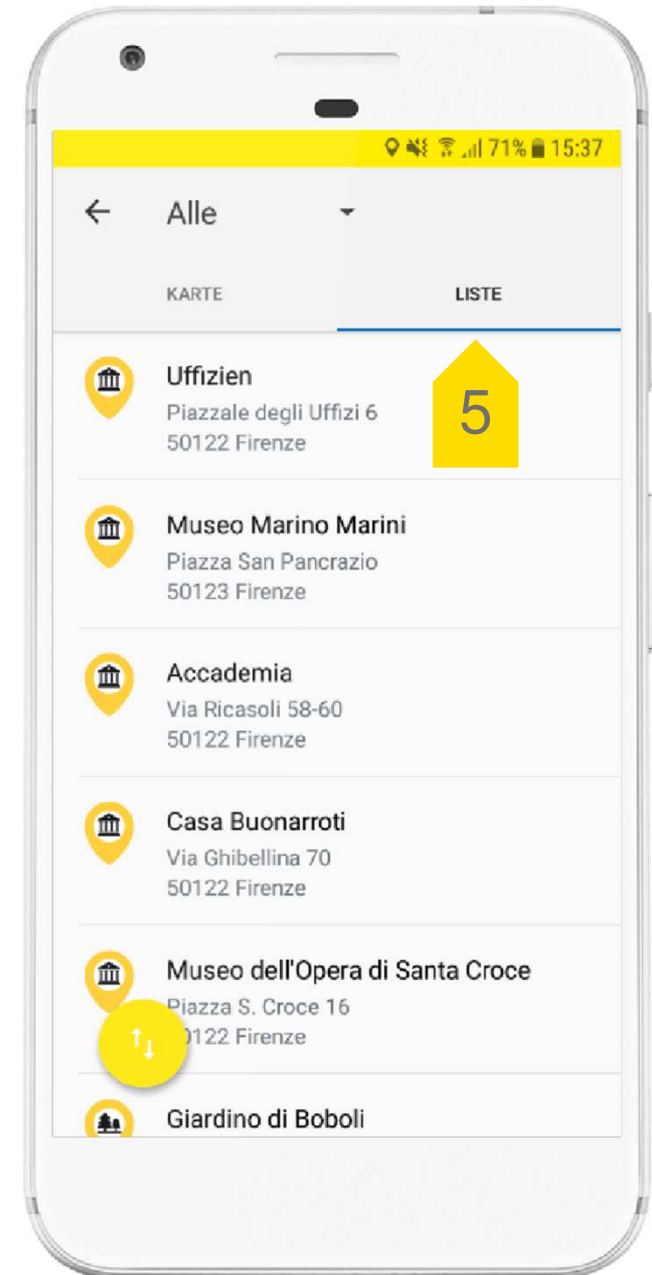 71% 15:37
Alle
KARTE LISTE
Uffizien
Piazzale degli Uffizi 6
50122 Firenze
5
Museo Marino Marini
Piazza San Pancrazio
50123 Firenze
Accademia
Via Ricasoli 58-60
50122 Firenze
Casa Buonarroti
Via Ghibellina 70
50122 Firenze
Museo dell'Opera di Santa Croce
Piazza S. Croce 16
0122 Firenze
Giardino di Boboli